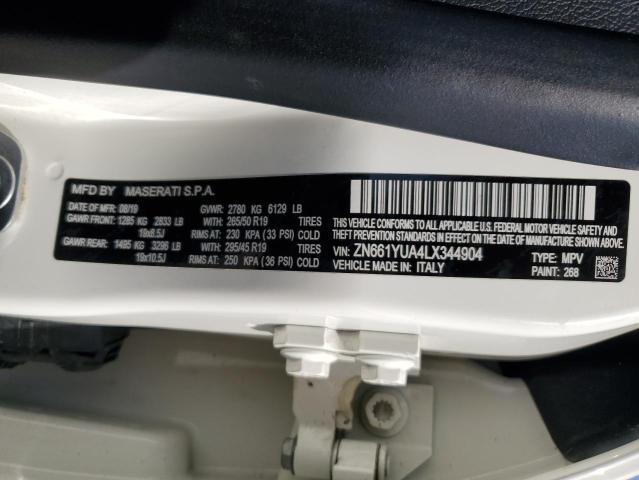 MFD BY MASERATI S.P.A.
DATE OF MFR: 08/19 GVWR: 2780 KG 6129 LB
GAWR FRONT: 1285 KG 2833 LB WITH: 265/50 R19 TIRES
19x8.5J RIMS AT: 230 KPA (33 PSI) COLD
GAWR REAR: 1495 KG 3296 LB WITH: 295/45 R19 TIRES
19x10.5J RIMS AT: 250 KPA (36 PSI) COLD
THIS VEHICLE CONFORMS TO ALL APPLICABLE U.S. FEDERAL MOTOR VEHICLE SAFETY
AND THEFT PREVENTION STANDARDS IN EFFECT ON THE DATE OF MANUFACTURE SHOWN ABOVE.
VIN: ZN661YUA4LX344904 TYPE: MPV
VEHICLE MADE IN: ITALY PAINT: 268